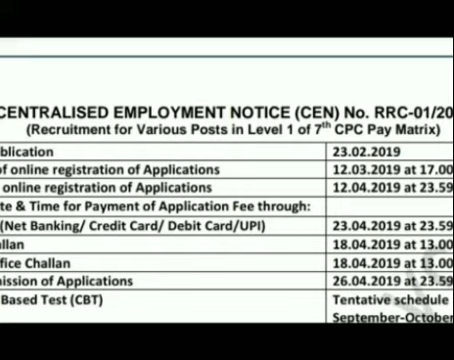 CENTRALISED EMPLOYMENT NOTICE (CEN) No. RRC-01/20
(Recruitment for Various Posts in Level 1 of 7th CPC Pay Matrix)
blication 23.02.2019
of online registration of Applications 12.03.2019 at 17.00
online registration of Applications 12.04.2019 at 23.59
te & Time for Payment of Application Fee through:
(Net Banking/ Credit Card/ Debit Card/UPI) 23.04.2019 at 23.59
allan 18.04.2019 at 13.00
fice Challan 18.04.2019 at 13.00
mission of Applications 26.04.2019 at 23.59
Based Test (CBT) Tentative schedule
September-October